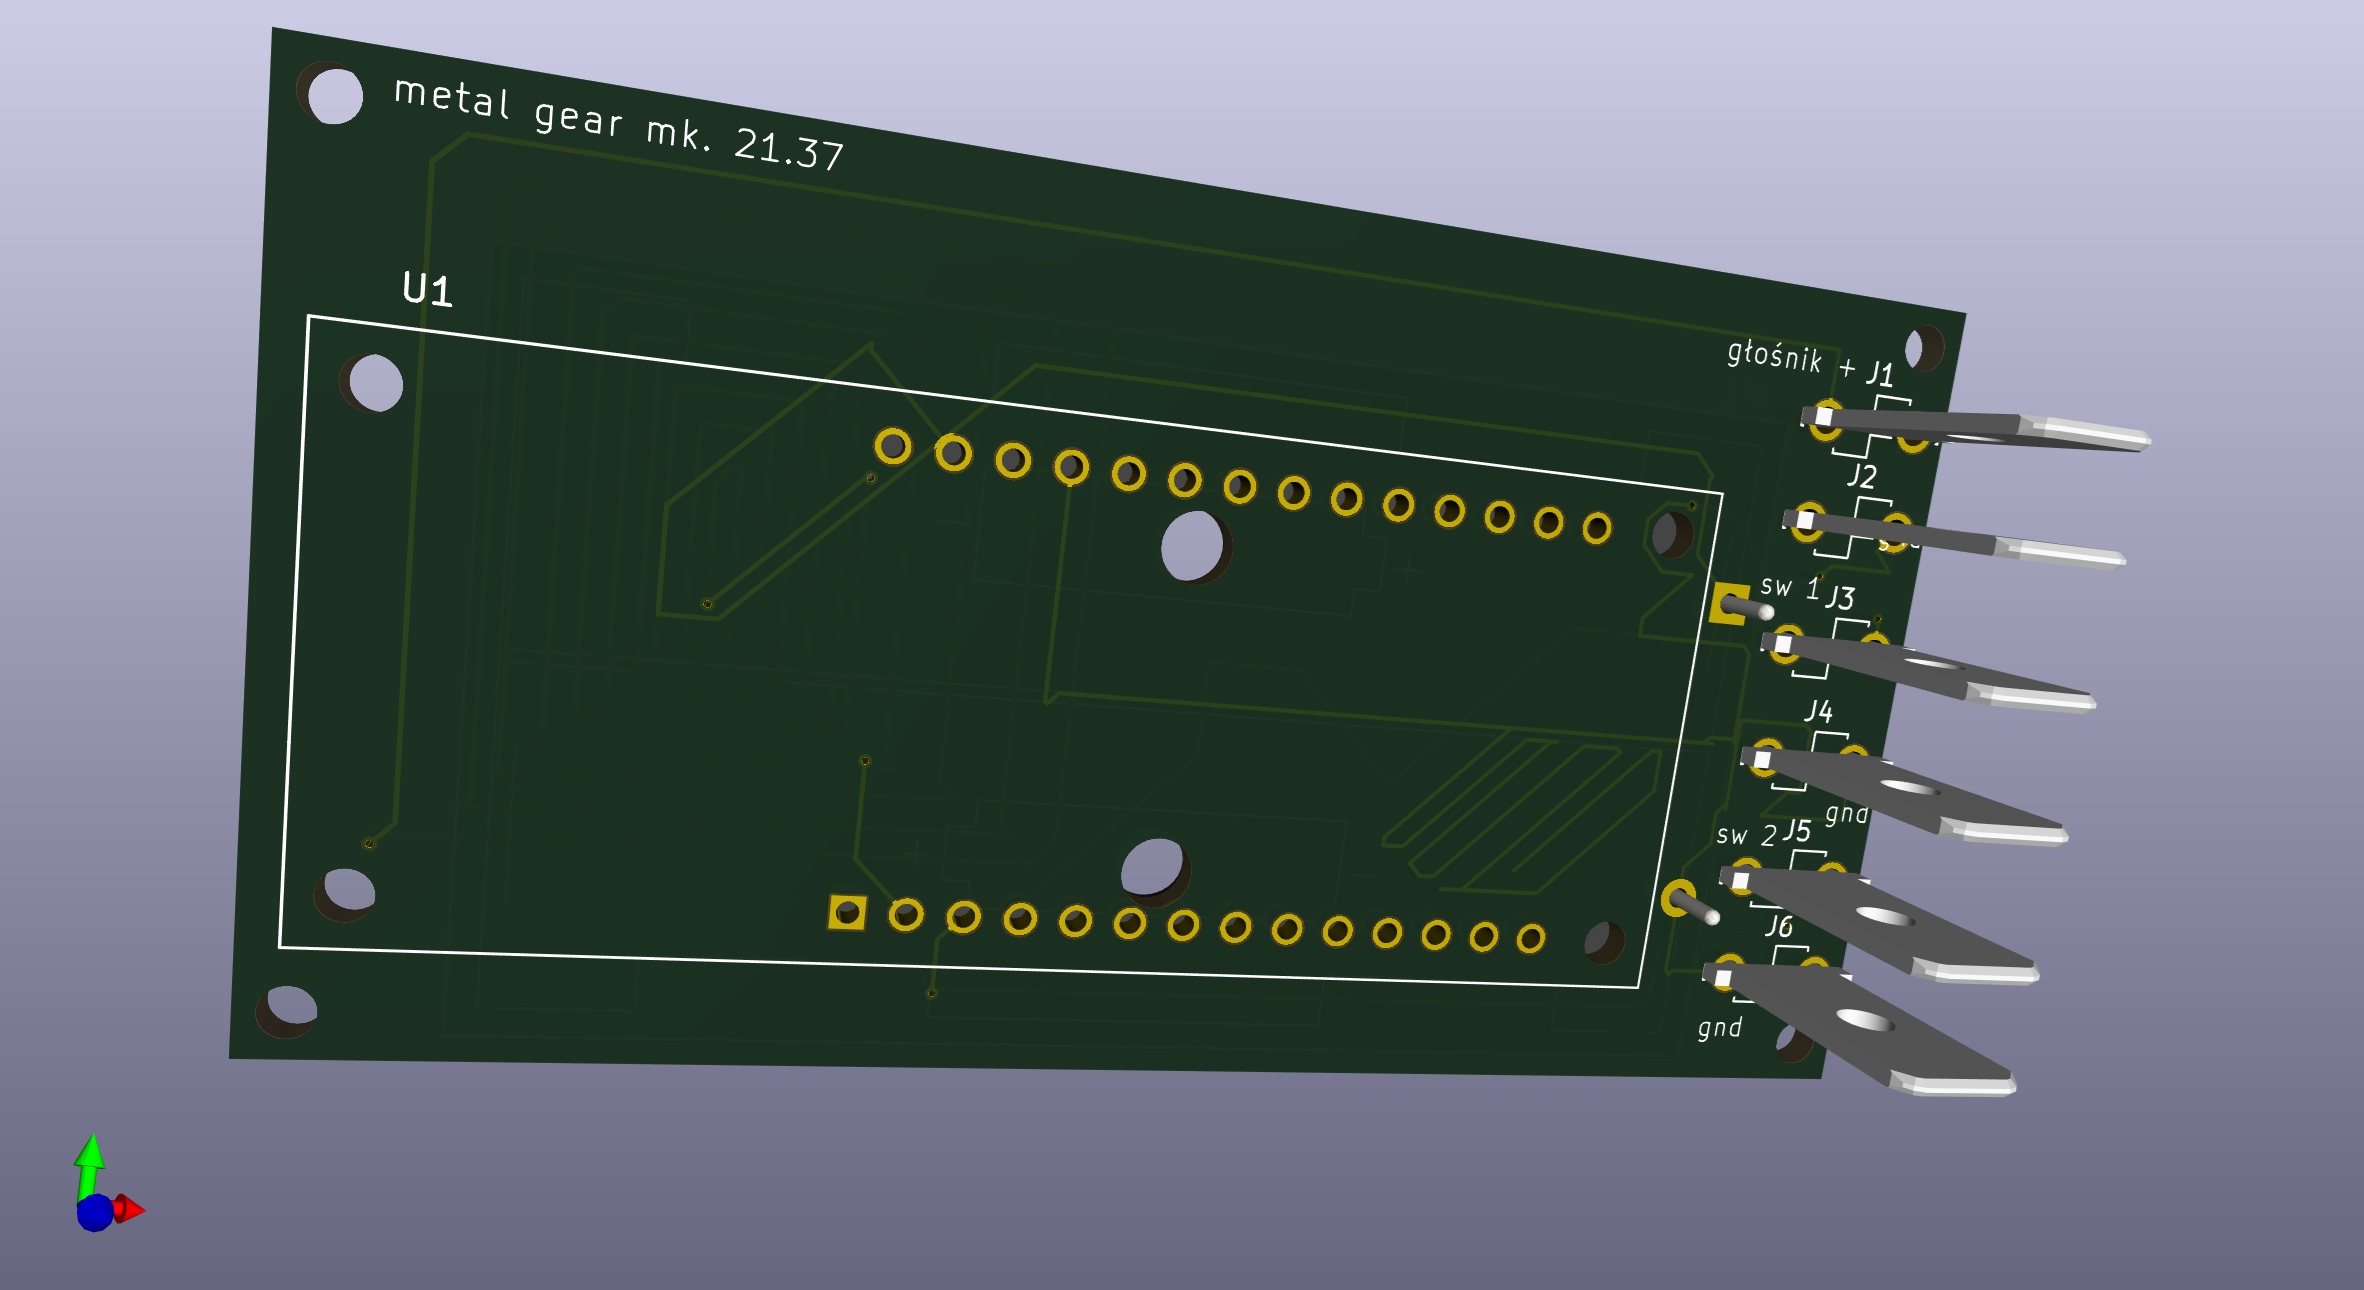 metal gear mk. 21.37
U1
głośnik + J1
J2
sw 1 J3
J4
gnd
sw 2 J5
J6
gnd